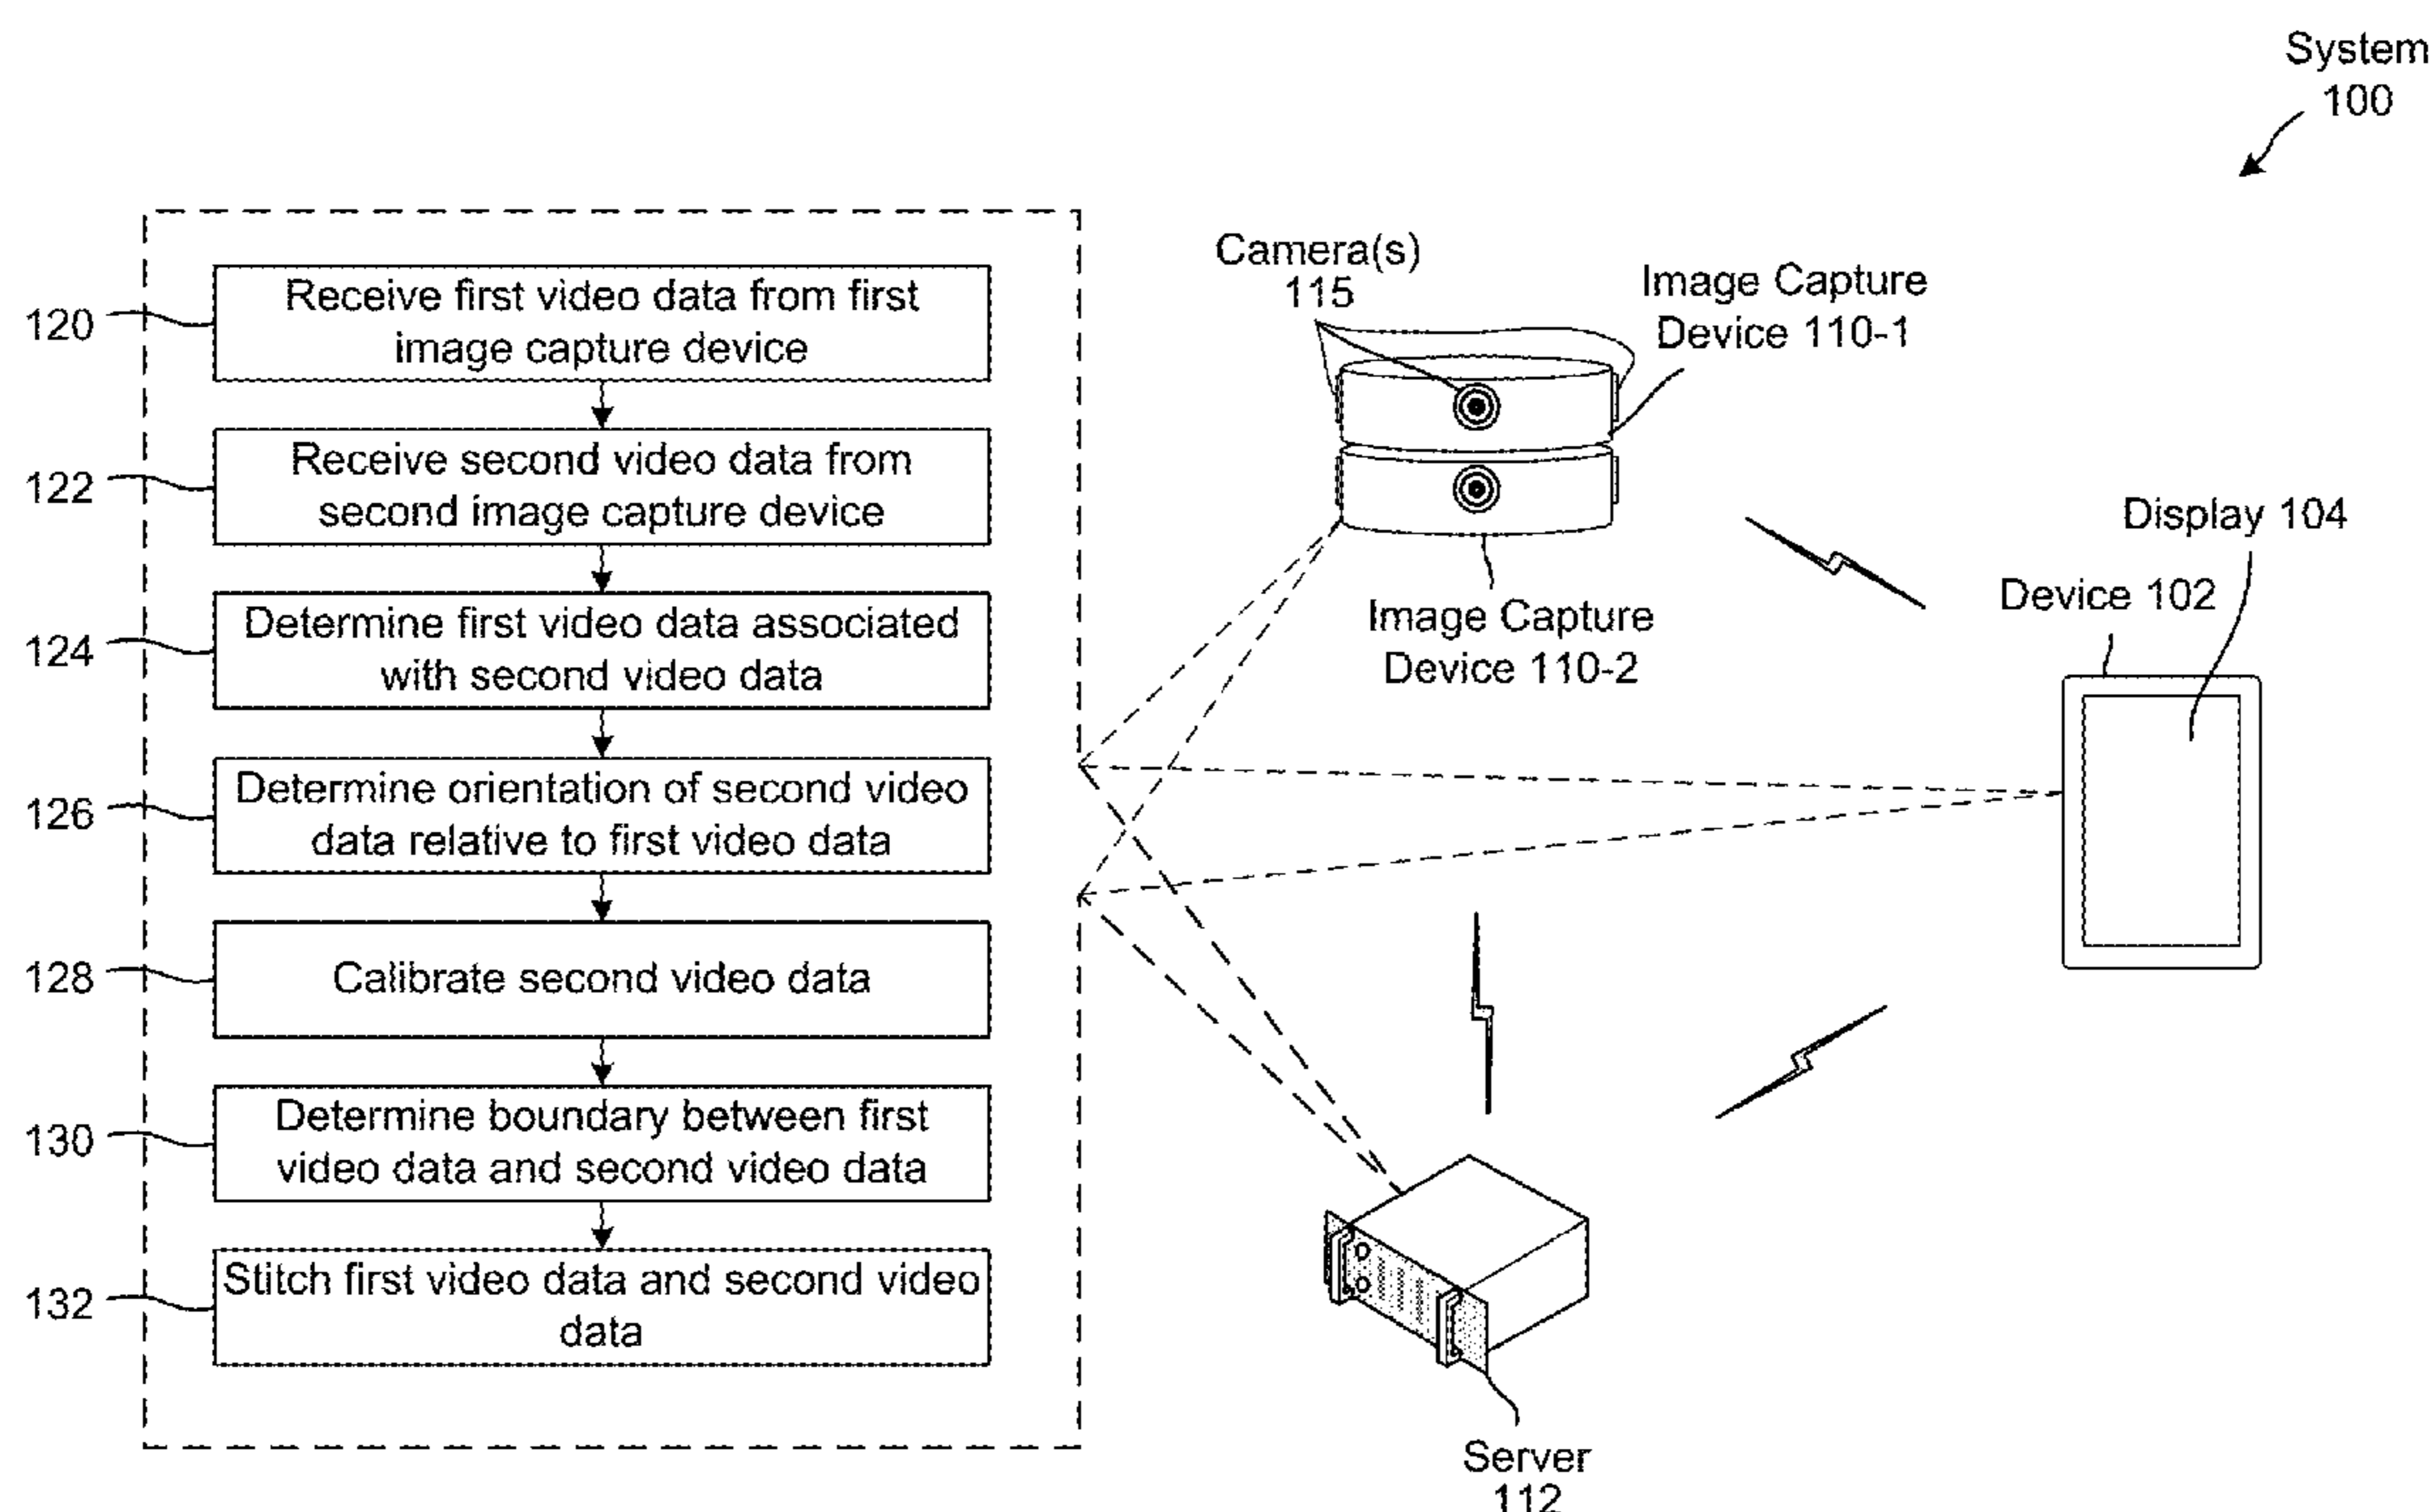 System
100
120
Receive first video data from first
image capture device
122
Receive second video data from
second image capture device
124
Determine first video data associated
with second video data
126
Determine orientation of second video
data relative to first video data
128
Calibrate second video data
130
Determine boundary between first
video data and second video data
132
Stitch first video data and second video
data
Camera(s)
115
Image Capture
Device 110-1
Image Capture
Device 110-2
Display 104
Device 102
Server
112